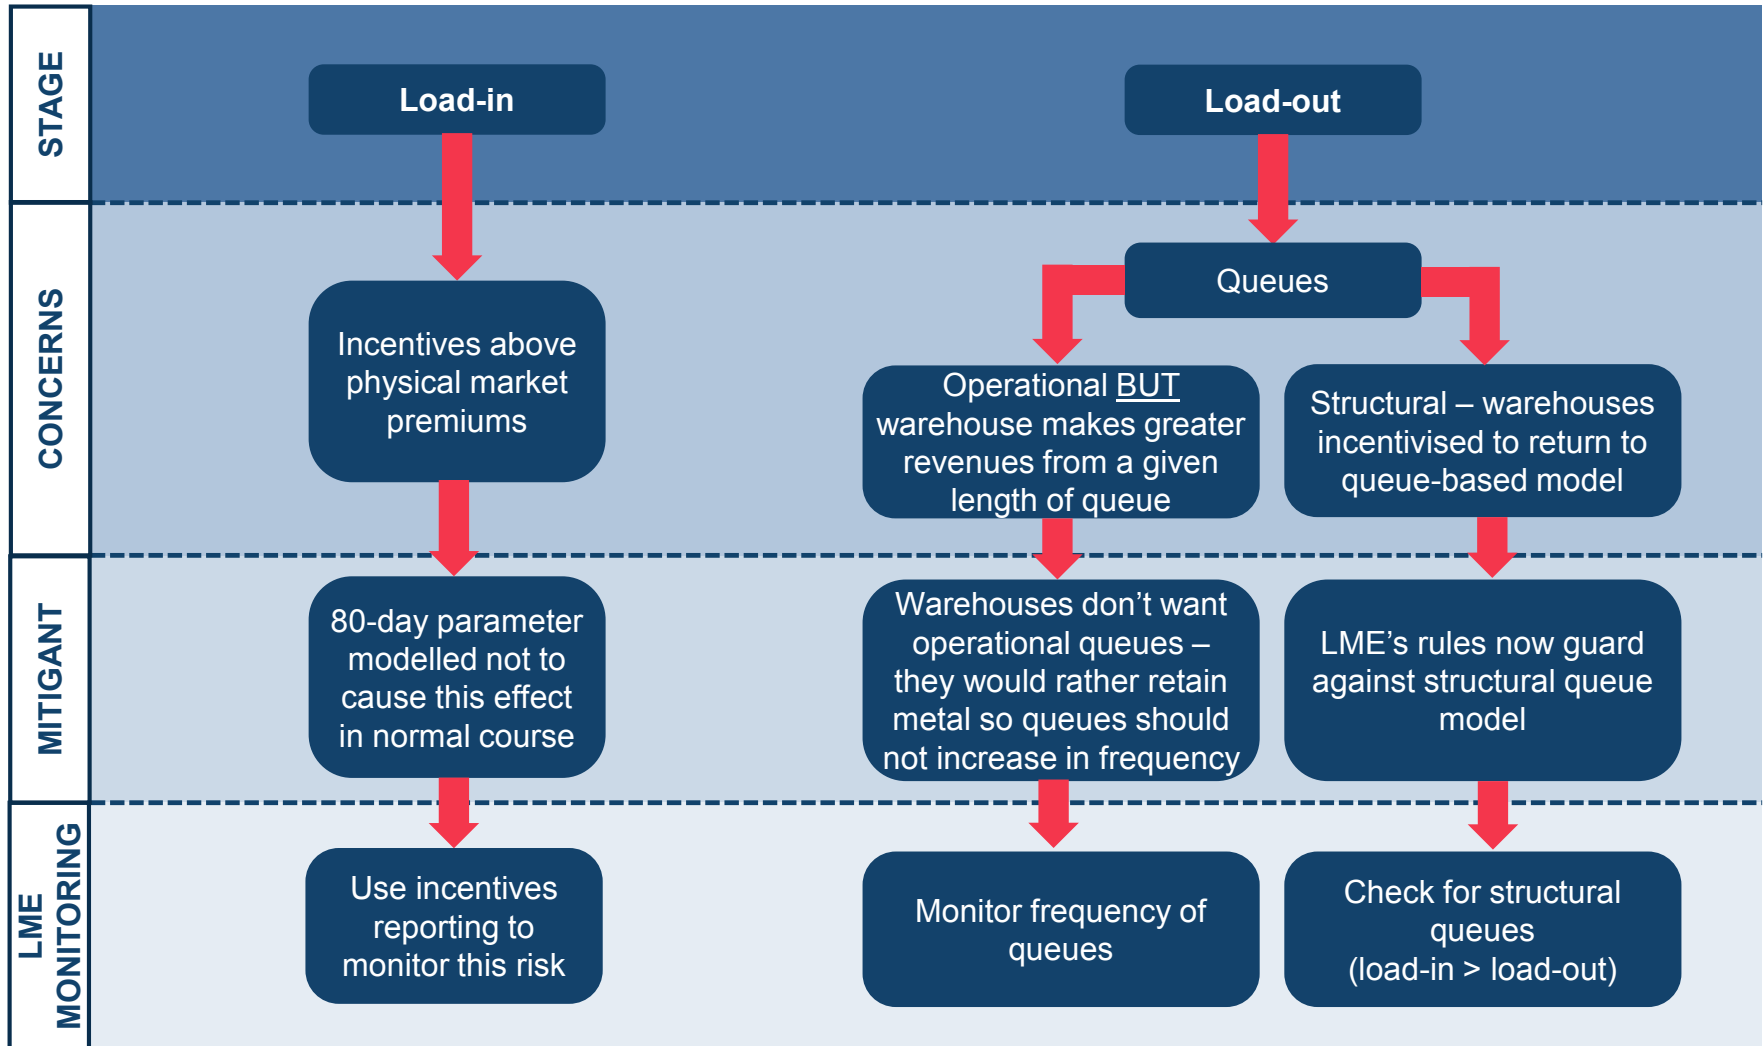 STAGE
Load-in
Load-out
CONCERNS
Queues
Incentives above
physical market
premiums
Operational BUT
warehouse makes greater
revenues from a given
length of queue
Structural – warehouses
incentivised to return to
queue-based model
MITIGANT
80-day parameter
modelled not to
cause this effect
in normal course
Warehouses don’t want
operational queues –
they would rather retain
metal so queues should
not increase in frequency
LME’s rules now guard
against structural queue
model
LME
MONITORING
Use incentives
reporting to
monitor this risk
Monitor frequency of
queues
Check for structural
queues
(load-in > load-out)